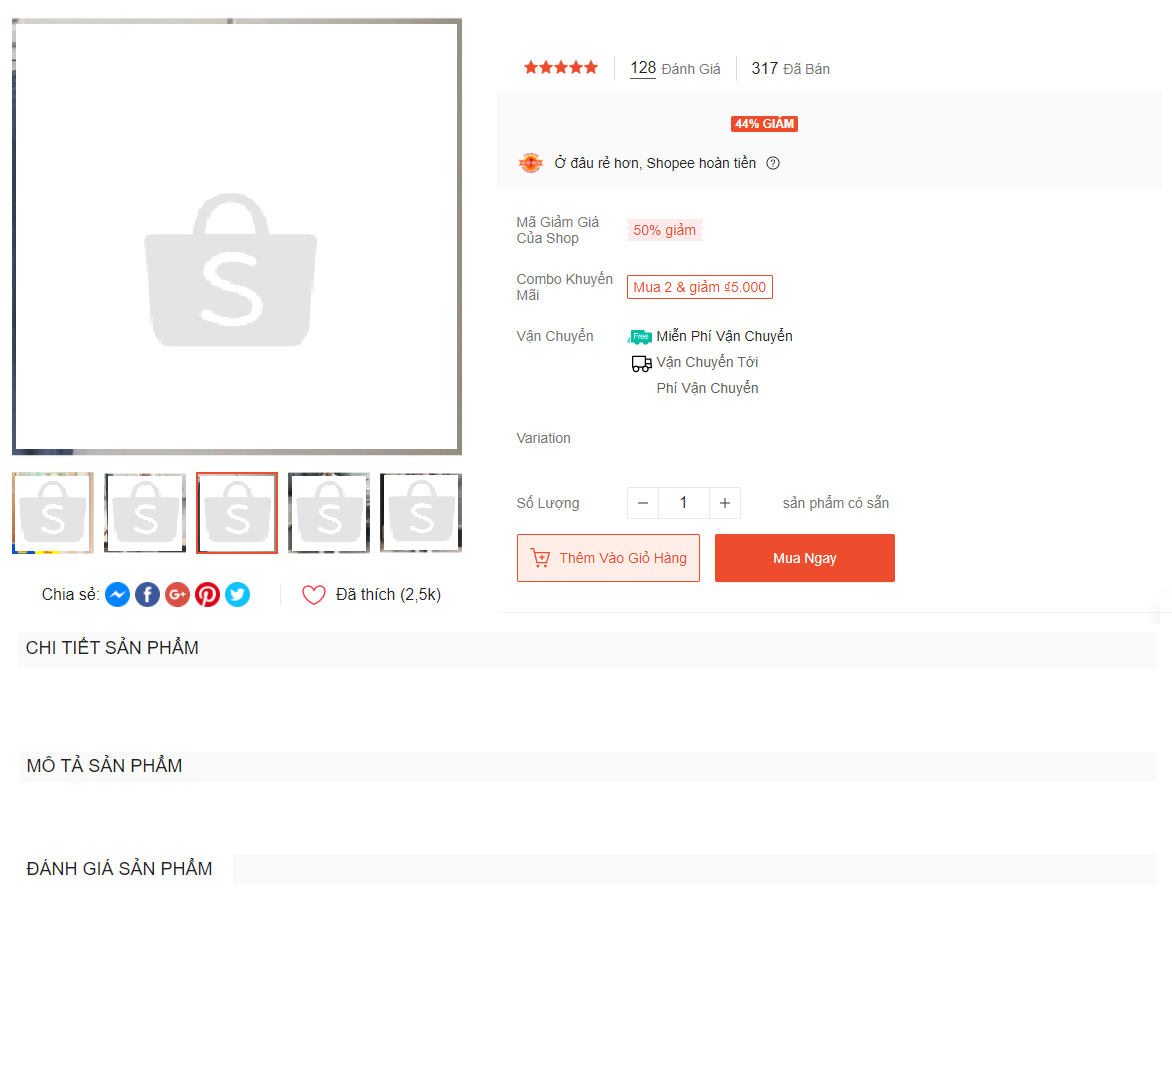 128 Đánh Giá
317 Đã Bán
44% GIẢM
Ở đâu rẻ hơn, Shopee hoàn tiền
Mã Giảm Giá
Của Shop
50% giảm
Combo Khuyến
Mãi
Mua 2 & giảm ₫5.000
Vận Chuyển
Free
Miễn Phí Vận Chuyển
Vận Chuyển Tới
Phí Vận Chuyển
Variation
Số Lượng
1
sản phẩm có sẵn
Thêm Vào Giỏ Hàng
Mua Ngay
Chia sẻ:
Đã thích (2,5k)
CHI TIẾT SẢN PHẨM
MÔ TẢ SẢN PHẨM
ĐÁNH GIÁ SẢN PHẨM